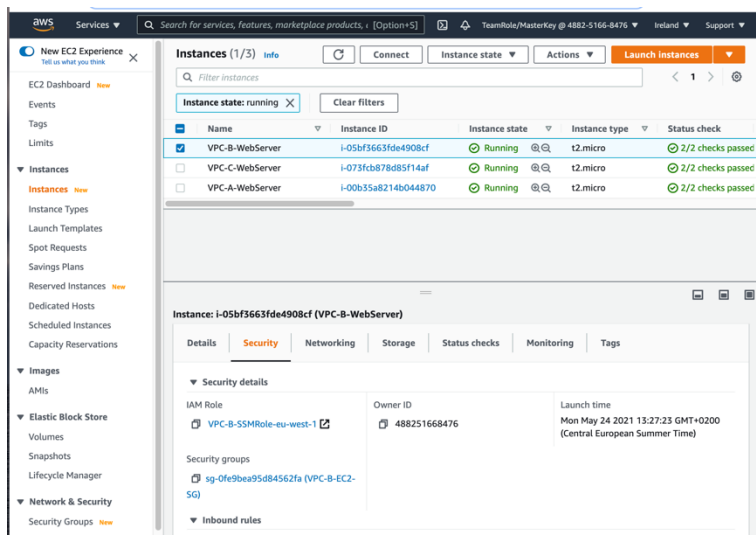 aws Services ▼ Search for services, features, marketplace products, [Option+S] TeamRole/MasterKey @ 4882-5166-8476 ▼ Ireland ▼ Support ▼
New EC2 Experience
Tell us what you think
EC2 Dashboard New
Events
Tags
Limits
▼ Instances
Instances New
Instance Types
Launch Templates
Spot Requests
Savings Plans
Reserved Instances New
Dedicated Hosts
Scheduled Instances
Capacity Reservations
▼ Images
AMIs
▼ Elastic Block Store
Volumes
Snapshots
Lifecycle Manager
▼ Network & Security
Security Groups New
Instances (1/3) Info Connect Instance state ▼ Actions ▼ Launch instances ▼
Filter instances < 1 >
Instance state: running X Clear filters
Name Instance ID Instance state Instance type Status check
VPC-B-WebServer i-05bf3663fde4908cf Running t2.micro 2/2 checks passed
VPC-C-WebServer i-073fcb878d85f14af Running t2.micro 2/2 checks passed
VPC-A-WebServer i-00b35a8214b044870 Running t2.micro 2/2 checks passed
Instance: i-05bf3663fde4908cf (VPC-B-WebServer)
Details Security Networking Storage Status checks Monitoring Tags
▼ Security details
IAM Role Owner ID Launch time
VPC-B-SSMRole-eu-west-1 488251668476 Mon May 24 2021 13:27:23 GMT+0200
(Central European Summer Time)
Security groups
sg-0fe9bea95d84562fa (VPC-B-EC2-
SG)
▼ Inbound rules